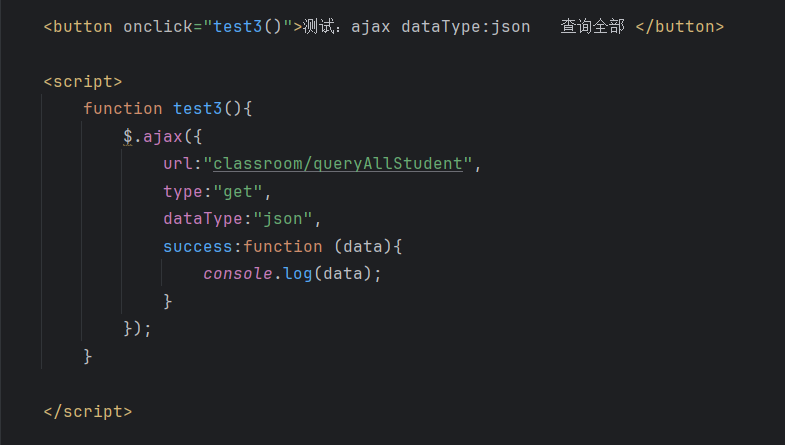 <button onclick="test3()">测试：ajax dataType:json   查询全部 </button>
<script>
    function test3(){
        $.ajax({
            url:"classroom/queryAllStudent",
            type:"get",
            dataType:"json",
            success:function (data){
                console.log(data);
            }
        });
    }
</script>